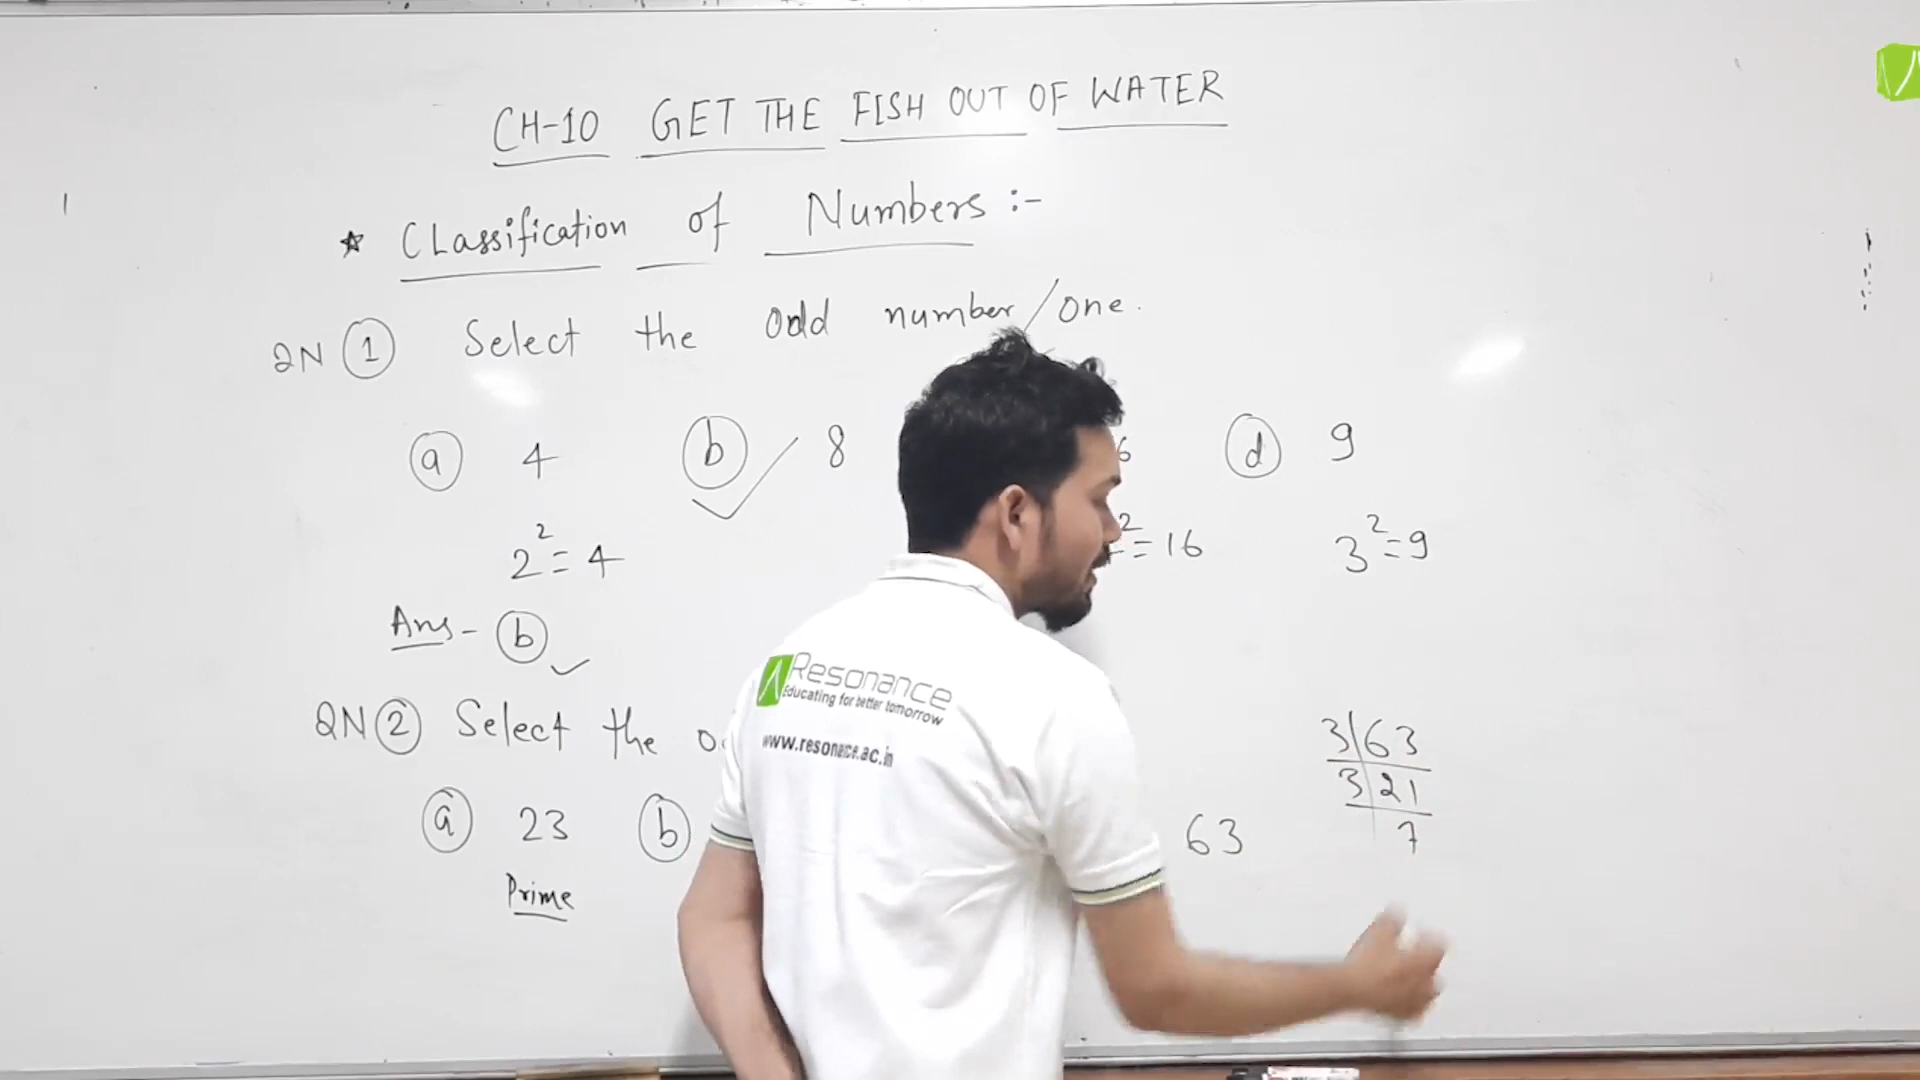 CH-10 GET THE FISH OUT OF WATER
* Classification of Numbers :-
QN 1 Select the Odd number/one.
a 4 b 8 6 d 9
2²=4 ²=16 3²=9
Ans- b
QN 2 Select the
3|63
3|21
7
a 23 b 63
Prime
Resonance
Educating for better tomorrow
www.resonance.ac.in